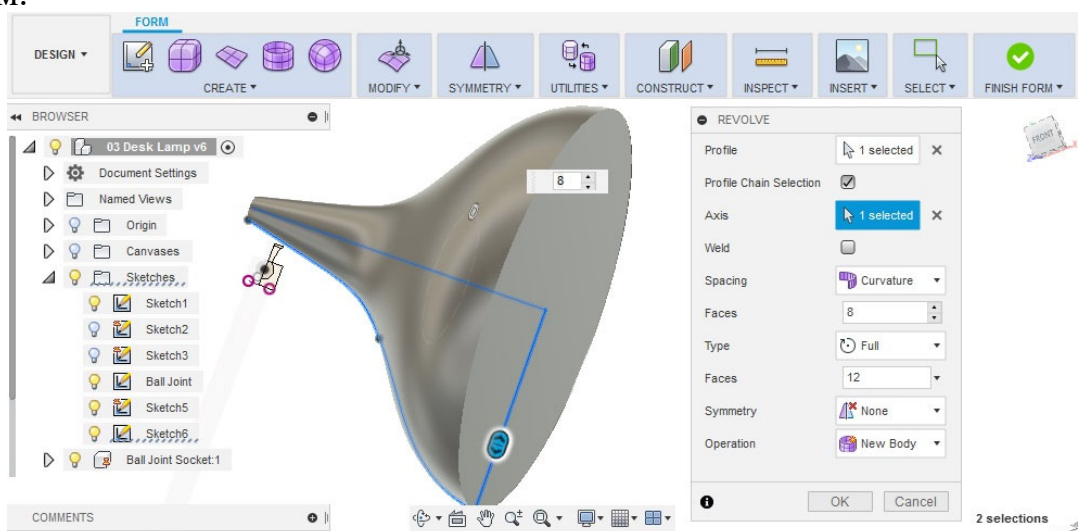 M.
FORM
DESIGN ▾
CREATE ▾ MODIFY ▾ SYMMETRY ▾ UTILITIES ▾ CONSTRUCT ▾ INSPECT ▾ INSERT ▾ SELECT ▾ FINISH FORM ▾
BROWSER
03 Desk Lamp v6
Document Settings
Named Views
Origin
Canvases
Sketches
Sketch1
Sketch2
Sketch3
Ball Joint
Sketch5
Sketch6
Ball Joint Socket:1
COMMENTS
8
FRONT
REVOLVE
Profile 1 selected
Profile Chain Selection
Axis 1 selected
Weld
Spacing Curvature
Faces 8
Type Full
Faces 12
Symmetry None
Operation New Body
OK Cancel
2 selections